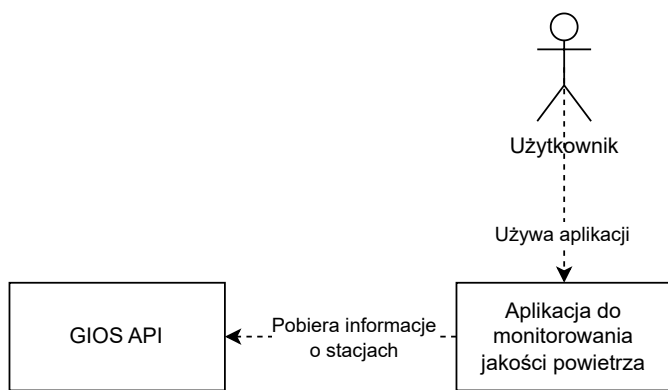 Użytkownik
Używa aplikacji
GIOS API
Pobiera informacje
o stacjach
Aplikacja do
monitorowania
jakości powietrza